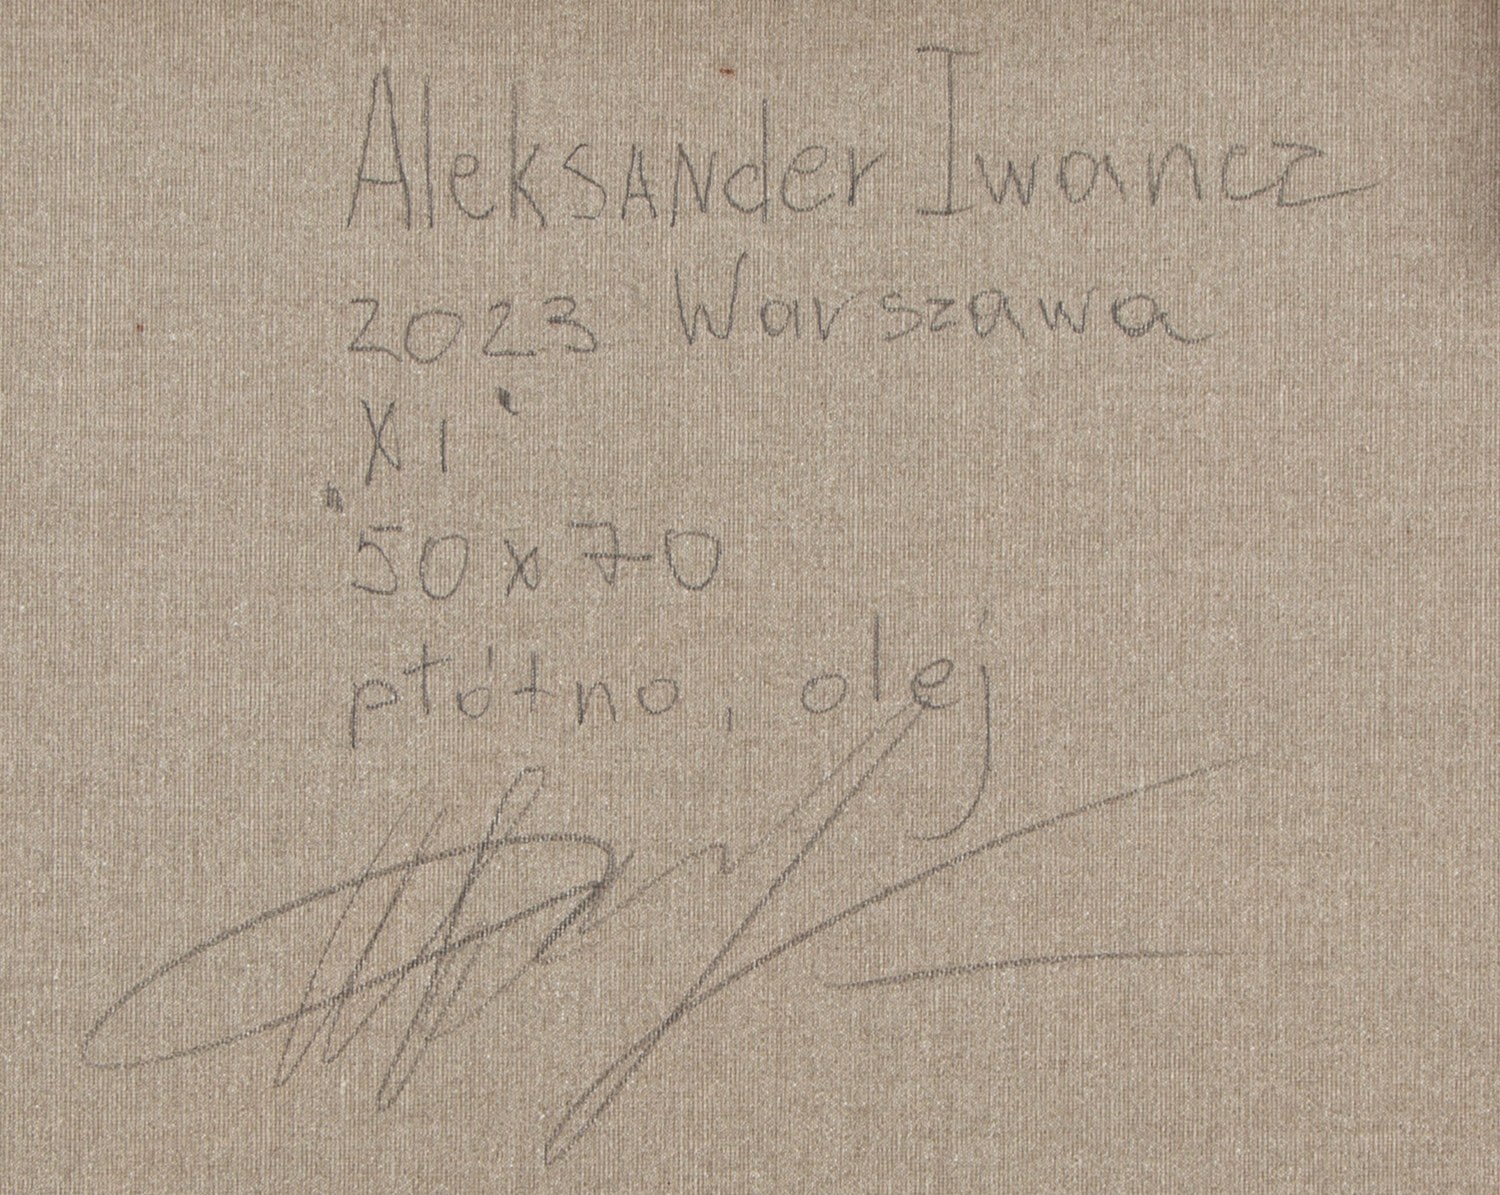 Aleksander Iwancz
2023 Warszawa
XI
50x70
płótno, olej